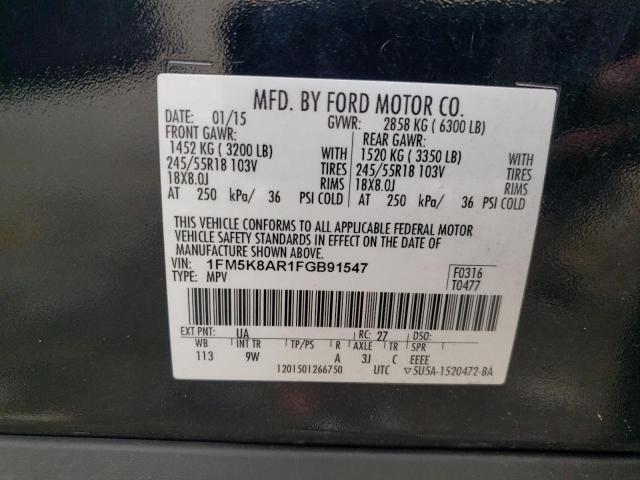 MFD. BY FORD MOTOR CO.
DATE: 01/15 GVWR: 2858 KG ( 6300 LB)
FRONT GAWR: REAR GAWR:
1452 KG ( 3200 LB) WITH 1520 KG ( 3350 LB) WITH
245/55R18 103V TIRES 245/55R18 103V TIRES
18X8.0J RIMS 18X8.0J RIMS
AT 250 kPa/ 36 PSI COLD AT 250 kPa/ 36 PSI COLD
THIS VEHICLE CONFORMS TO ALL APPLICABLE FEDERAL MOTOR
VEHICLE SAFETY STANDARDS IN EFFECT ON THE DATE OF
MANUFACTURE SHOWN ABOVE.
VIN: 1FM5K8AR1FGB91547 F0316
TYPE: MPV T0477
EXT PNT: UA RC: 27 DSO:
WB INT TR TP/PS R AXLE TR SPR
113 9W A 3J C EEEE
1201501266750 UTC ▽5U5A-1520472-BA